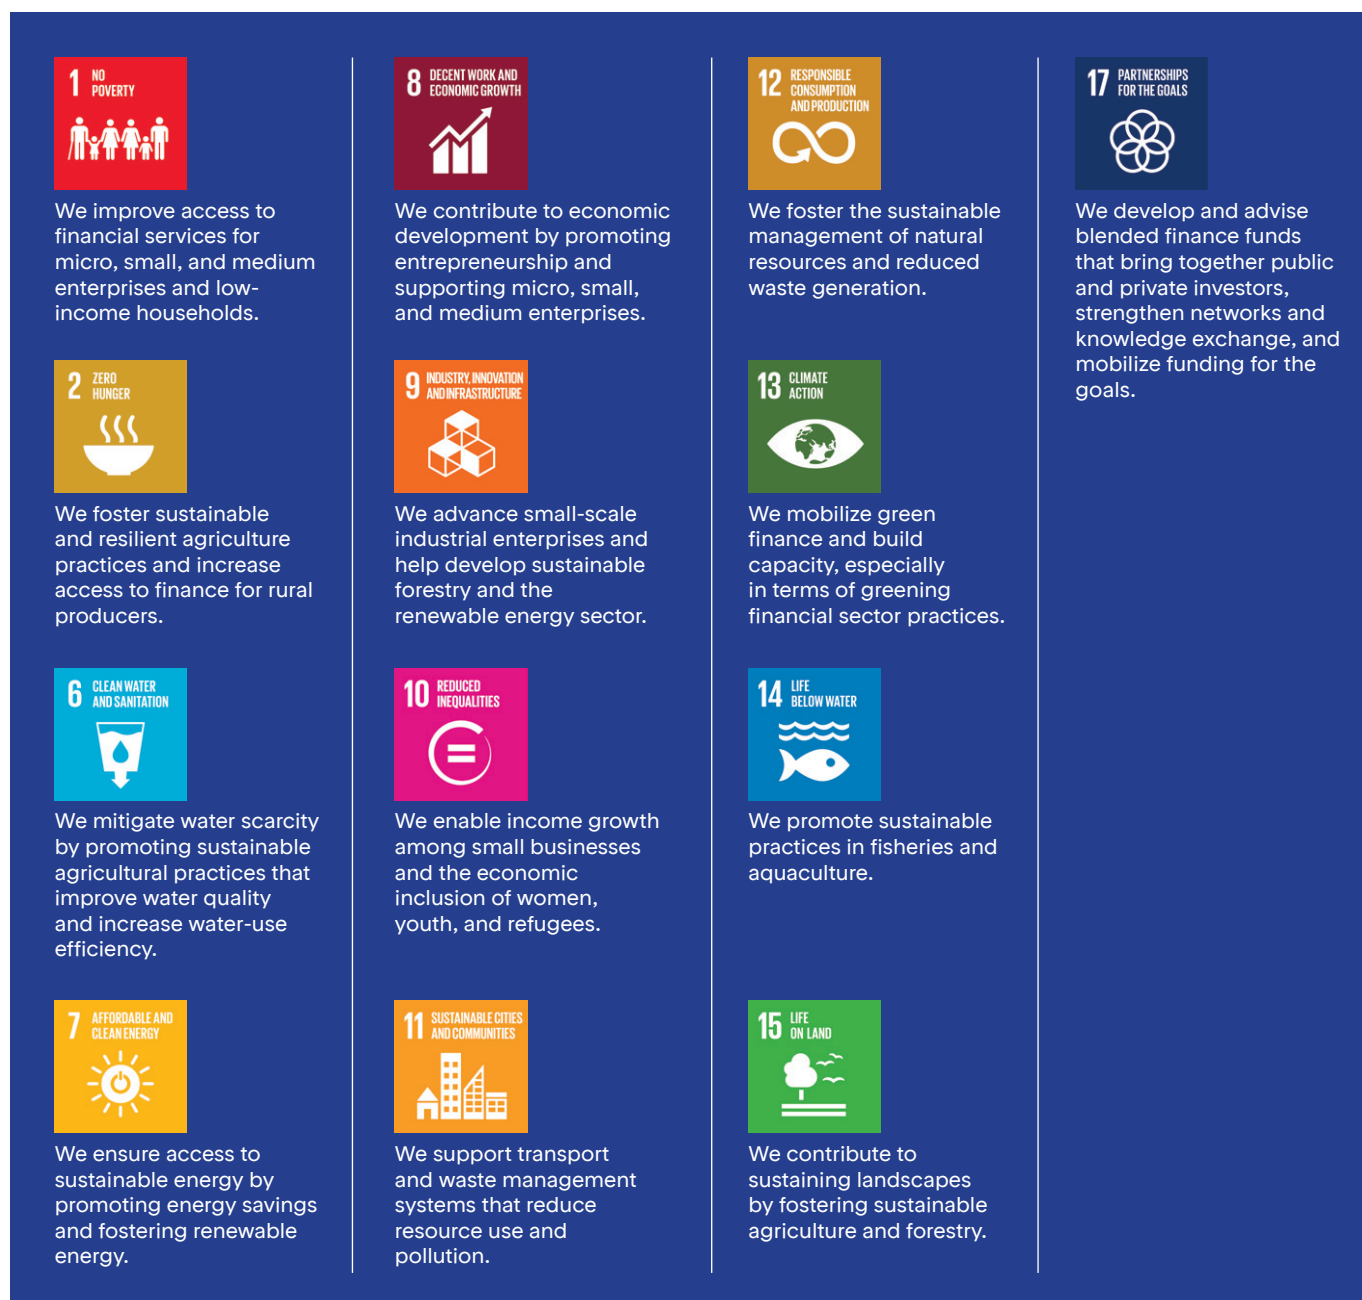 1 NO
POVERTY
We improve access to
financial services for
micro, small, and medium
enterprises and low-
income households.
2 ZERO
HUNGER
We foster sustainable
and resilient agriculture
practices and increase
access to finance for rural
producers.
6 CLEAN WATER
AND SANITATION
We mitigate water scarcity
by promoting sustainable
agricultural practices that
improve water quality
and increase water-use
efficiency.
7 AFFORDABLE AND
CLEAN ENERGY
We ensure access to
sustainable energy by
promoting energy savings
and fostering renewable
energy.
8 DECENT WORK AND
ECONOMIC GROWTH
We contribute to economic
development by promoting
entrepreneurship and
supporting micro, small,
and medium enterprises.
9 INDUSTRY, INNOVATION
AND INFRASTRUCTURE
We advance small-scale
industrial enterprises and
help develop sustainable
forestry and the
renewable energy sector.
10 REDUCED
INEQUALITIES
We enable income growth
among small businesses
and the economic
inclusion of women,
youth, and refugees.
11 SUSTAINABLE CITIES
AND COMMUNITIES
We support transport
and waste management
systems that reduce
resource use and
pollution.
12 RESPONSIBLE
CONSUMPTION
AND PRODUCTION
We foster the sustainable
management of natural
resources and reduced
waste generation.
13 CLIMATE
ACTION
We mobilize green
finance and build
capacity, especially
in terms of greening
financial sector practices.
14 LIFE
BELOW WATER
We promote sustainable
practices in fisheries and
aquaculture.
15 LIFE
ON LAND
We contribute to
sustaining landscapes
by fostering sustainable
agriculture and forestry.
17 PARTNERSHIPS
FOR THE GOALS
We develop and advise
blended finance funds
that bring together public
and private investors,
strengthen networks and
knowledge exchange, and
mobilize funding for the
goals.